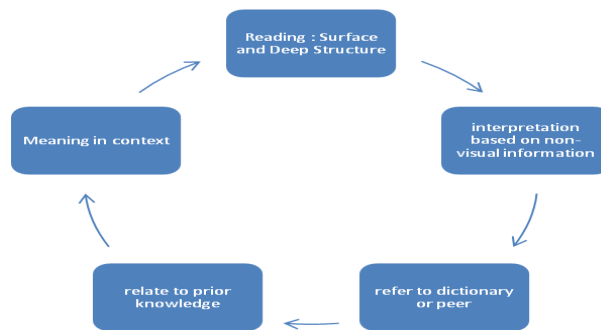 Reading : Surface
and Deep Structure
interpretation
based on non-
visual information
refer to dictionary
or peer
relate to prior
knowledge
Meaning in context